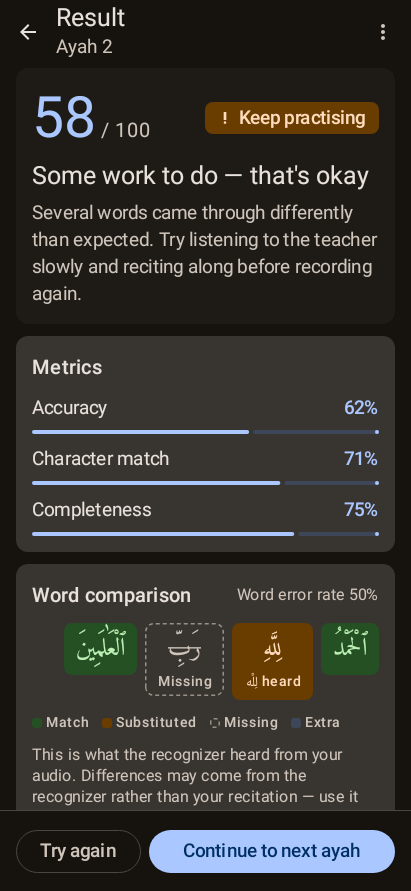 Result
Ayah 2
58 / 100
! Keep practising
Some work to do — that's okay
Several words came through differently
than expected. Try listening to the teacher
slowly and reciting along before recording
again.
Metrics
Accuracy 62%
Character match 71%
Completeness 75%
Word comparison Word error rate 50%
ٱلْحَمْدُ لِلَّهِ رَبِّ ٱلْعَٰلَمِينَ
لِلَّهِ heard Missing
Match Substituted Missing Extra
This is what the recognizer heard from your
audio. Differences may come from the
recognizer rather than your recitation — use it
Try again Continue to next ayah